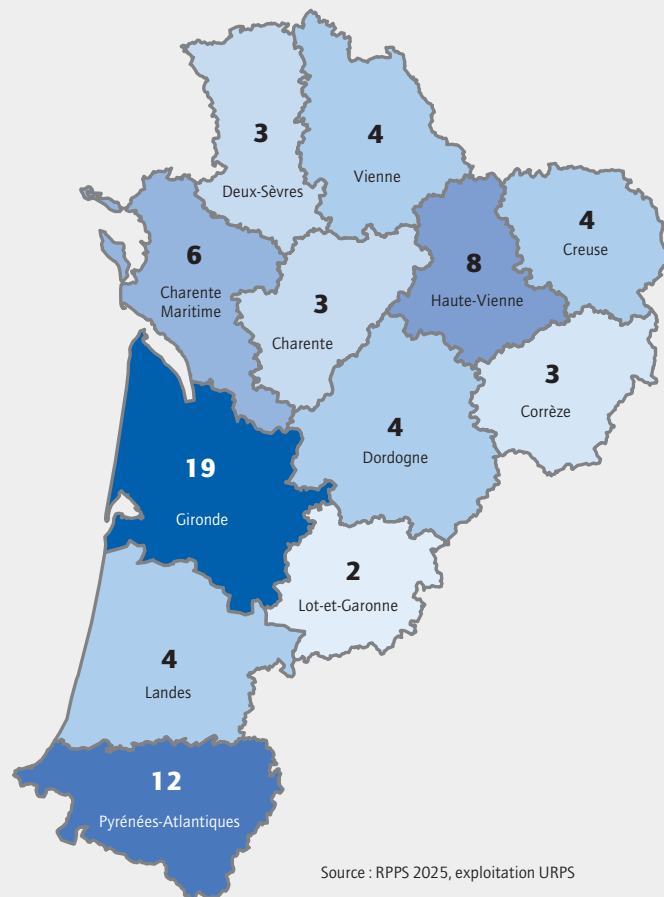 3
Deux-Sèvres
4
Vienne
6
Charente
Maritime
3
Charente
8
Haute-Vienne
4
Creuse
3
Corrèze
19
Gironde
4
Dordogne
2
Lot-et-Garonne
4
Landes
12
Pyrénées-Atlantiques
Source : RPPS 2025, exploitation URPS